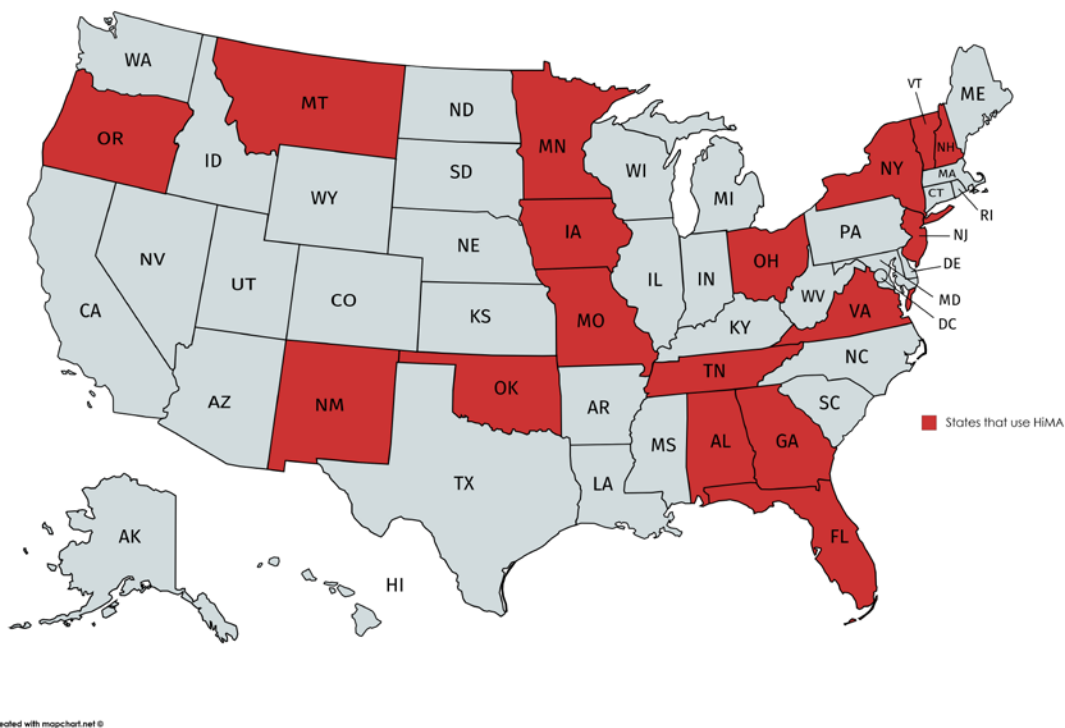 WA
MT
ND
MN
VT
ME
OR
ID
SD
WI
NH
NY
MA
WY
MI
CT
RI
IA
PA
NJ
NE
NV
OH
DE
UT
IL
IN
CO
WV
MD
CA
KS
MO
VA
DC
KY
NC
TN
OK
AZ
NM
AR
SC
States that use HiMA
MS
AL
GA
TX
LA
AK
FL
HI
eated with mapchart.net ©